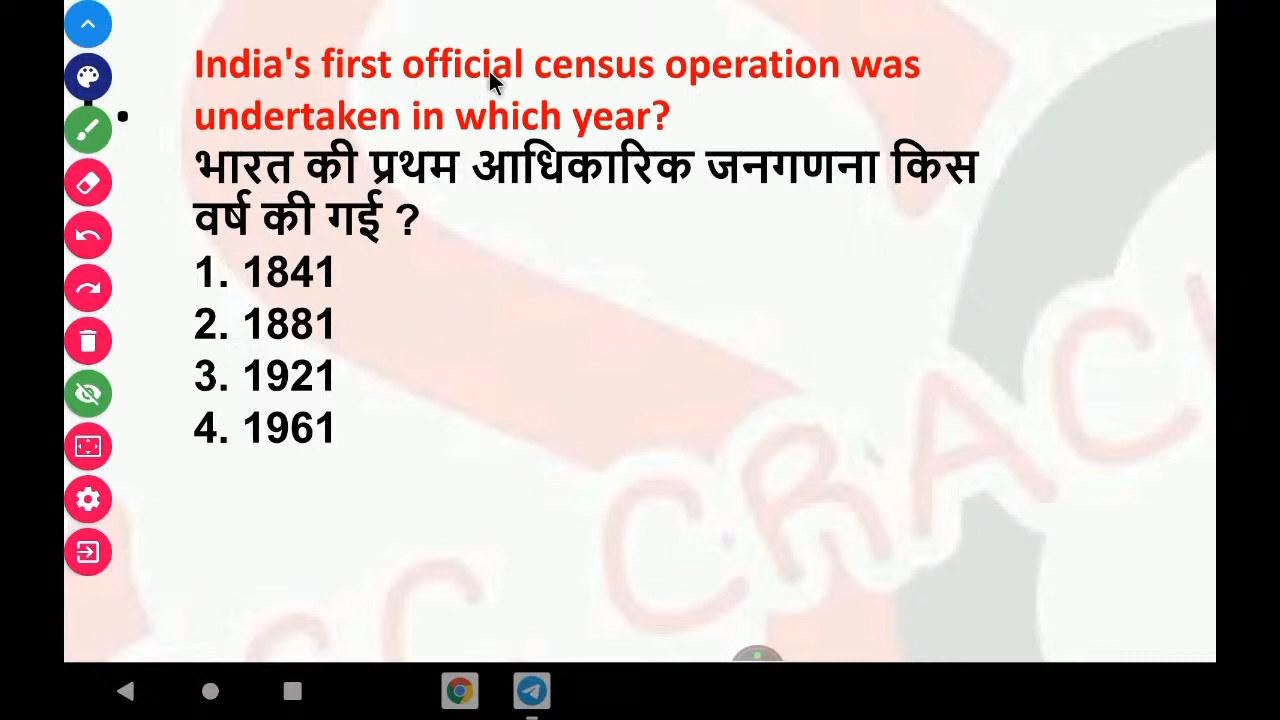 India's first official census operation was
undertaken in which year?
भारत की प्रथम आधिकारिक जनगणना किस
वर्ष की गई ?
1. 1841
2. 1881
3. 1921
4. 1961
CRAC